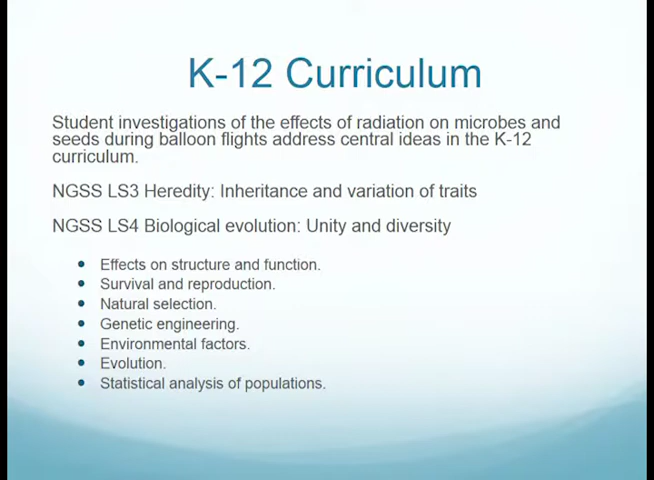 K-12 Curriculum
Student investigations of the effects of radiation on microbes and
seeds during balloon flights address central ideas in the K-12
curriculum.
NGSS LS3 Heredity: Inheritance and variation of traits
NGSS LS4 Biological evolution: Unity and diversity
• Effects on structure and function.
• Survival and reproduction.
• Natural selection.
• Genetic engineering.
• Environmental factors.
• Evolution.
• Statistical analysis of populations.